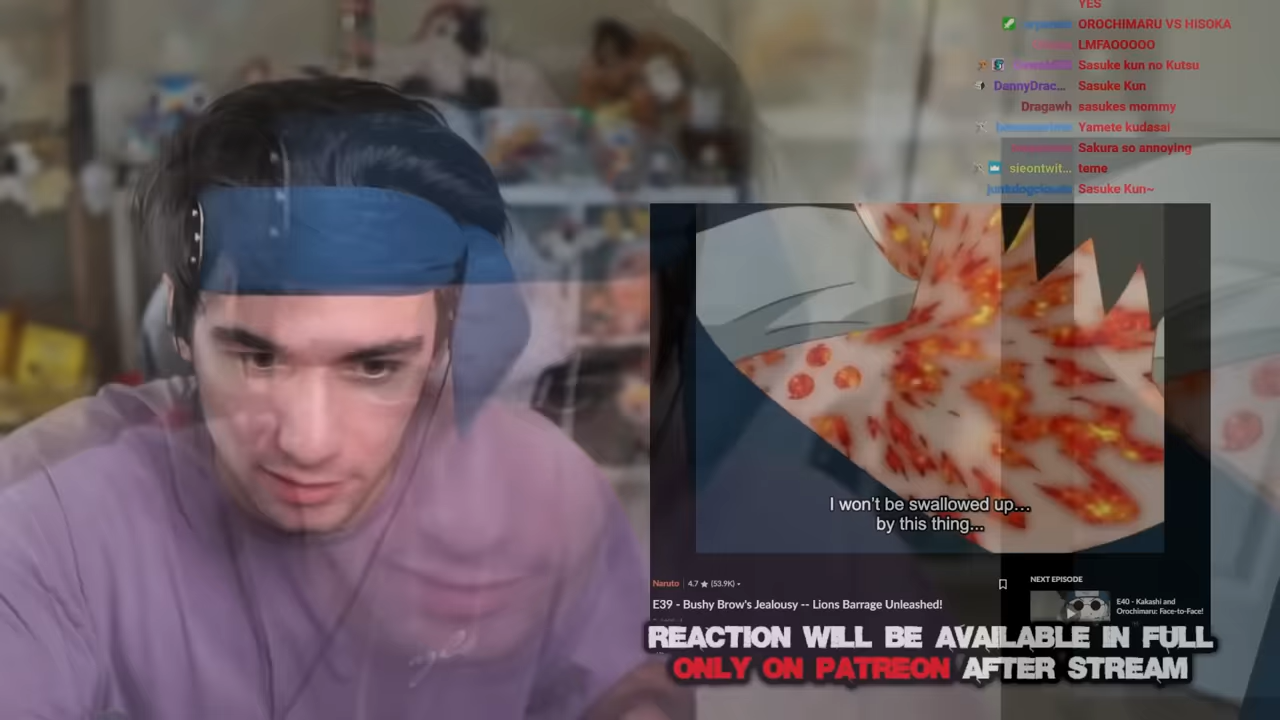 YES
OROCHIMARU VS HISOKA
LMFAOOOOO
Sasuke kun no Kutsu
DannyDrac... Sasuke Kun
Dragawh sasukes mommy
Yamete kudasai
Sakura so annoying
sieontwit... teme
Sasuke Kun~
I won't be swallowed up...
by this thing...
Naruto 4.7 ★ (53.9K)
NEXT EPISODE
E39 - Bushy Brow's Jealousy -- Lions Barrage Unleashed!
E40 - Kakashi and
Orochimaru: Face-to-Face!
REACTION WILL BE AVAILABLE IN FULL
ONLY ON PATREON AFTER STREAM